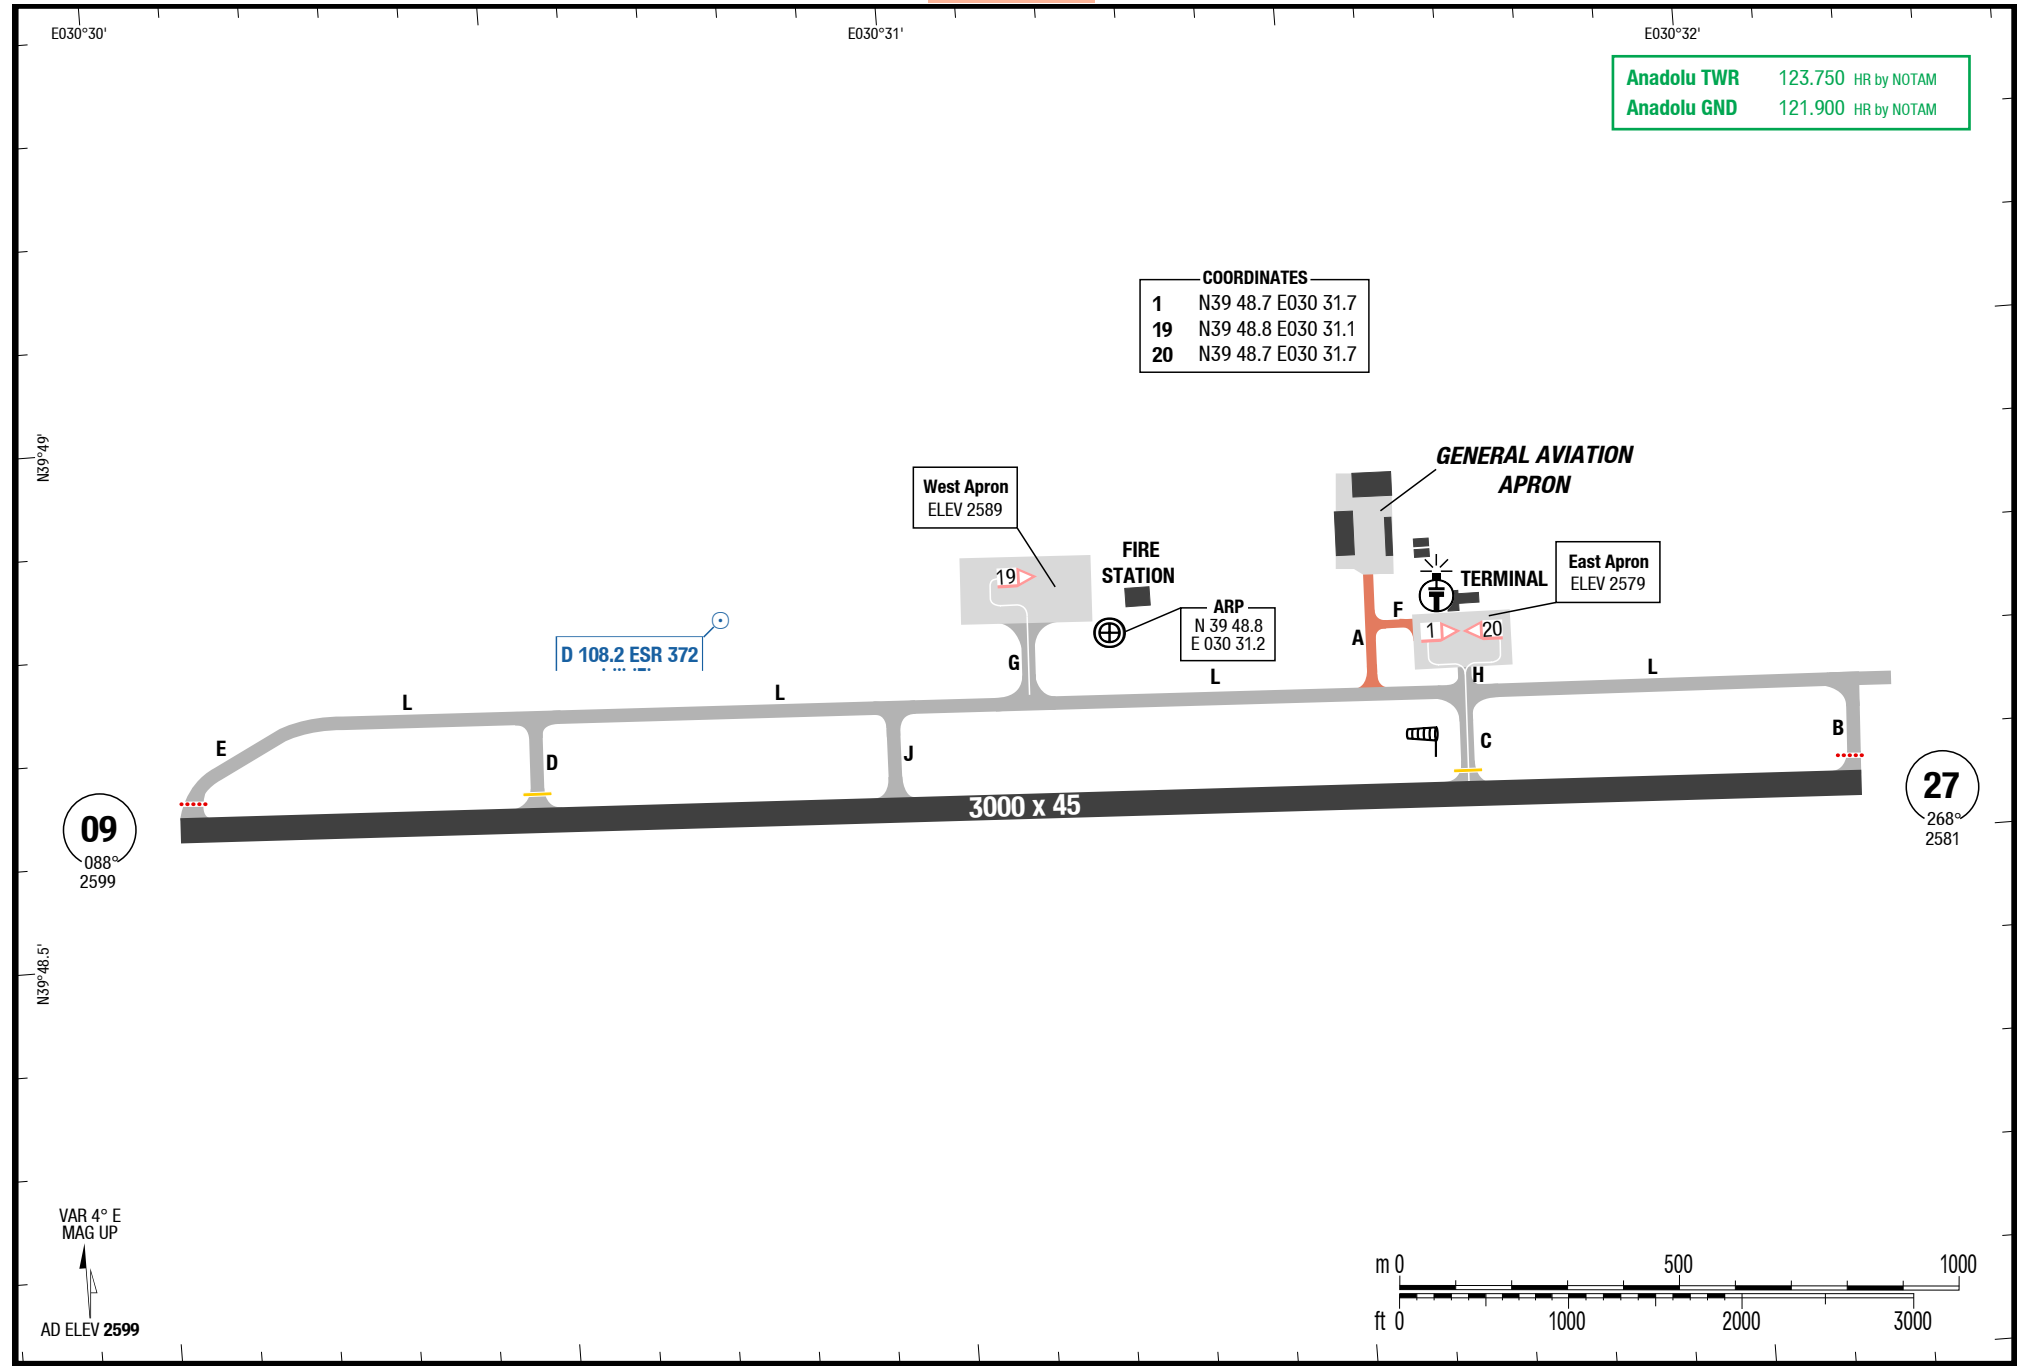 E030°30'
E030°31'
E030°32'
Anadolu TWR 123.750 HR by NOTAM
Anadolu GND 121.900 HR by NOTAM
COORDINATES
1 N39 48.7 E030 31.7
19 N39 48.8 E030 31.1
20 N39 48.7 E030 31.7
N39°49'
GENERAL AVIATION
APRON
West Apron
ELEV 2589
FIRE
STATION
East Apron
ELEV 2579
TERMINAL
19
ARP
N 39 48.8
E 030 31.2
F
A
1
20
D 108.2 ESR 372
G
H
L
L
L
L
E
D
J
C
B
3000 x 45
09
088°
2599
27
268°
2581
N39°48.5'
VAR 4° E
MAG UP
AD ELEV 2599
m 0 500 1000
ft 0 1000 2000 3000